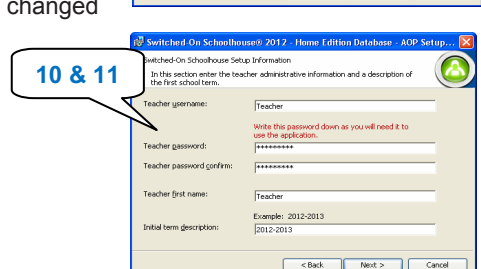 changed
Switched-On Schoolhouse® 2012 - Home Edition Database - AOP Setup...
Switched-On Schoolhouse Setup Information
In this section enter the teacher administrative information and a description of
the first school term.
10 & 11
Teacher username:
Teacher
Write this password down as you will need it to
use the application.
Teacher password:
*********
Teacher password confirm:
*********
Teacher first name:
Teacher
Example: 2012-2013
Initial term description:
2012-2013
< Back Next > Cancel